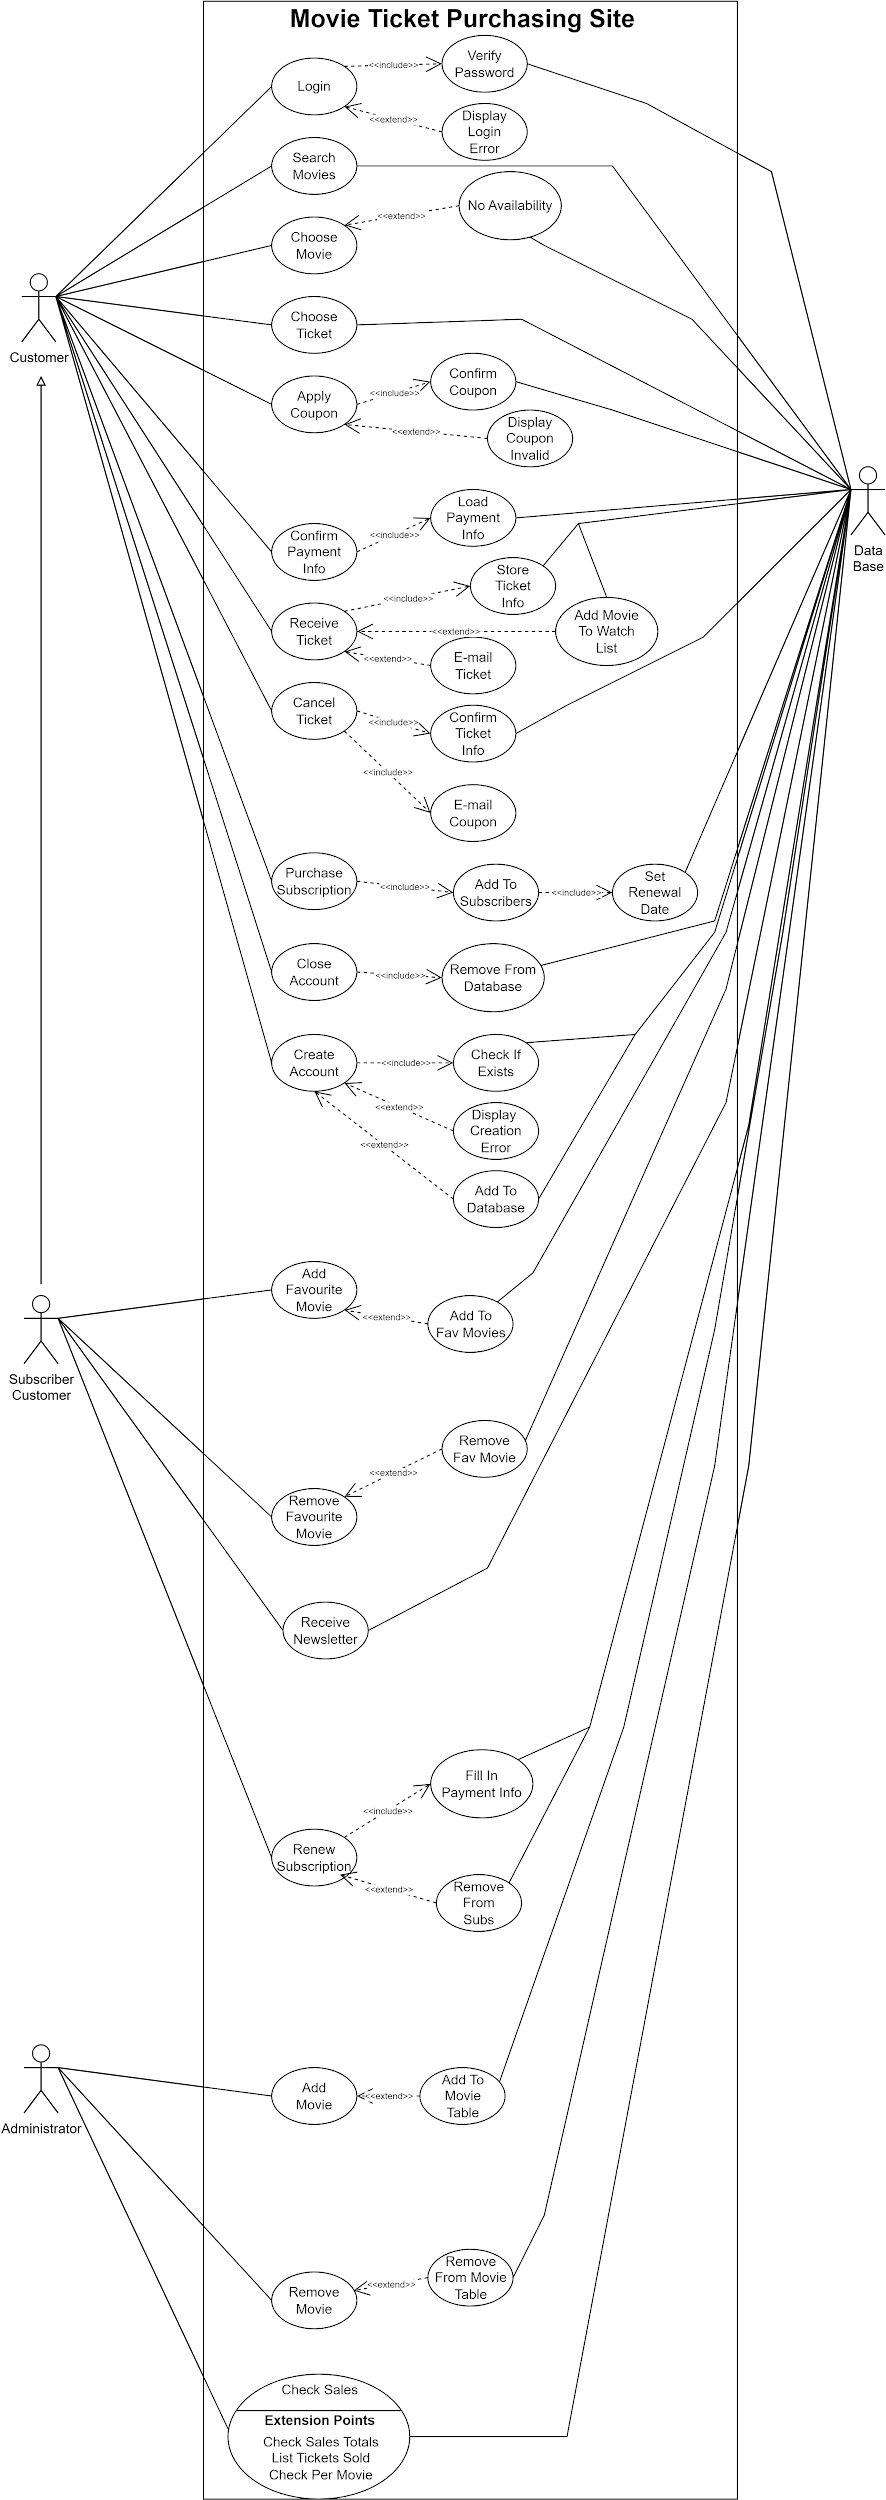 Movie Ticket Purchasing Site
Login
<<include>>
Verify
Password
<<extend>>
Display
Login
Error
Search
Movies
No Availability
<<extend>>
Choose
Movie
Customer
Choose
Ticket
Apply
Coupon
<<include>>
Confirm
Coupon
<<extend>>
Display
Coupon
Invalid
Data
Base
Confirm
Payment
Info
<<include>>
Load
Payment
Info
Receive
Ticket
<<include>>
Store
Ticket
Info
<<extend>>
Add Movie
To Watch
List
<<extend>>
E-mail
Ticket
Cancel
Ticket
<<include>>
Confirm
Ticket
Info
<<include>>
E-mail
Coupon
Purchase
Subscription
<<include>>
Add To
Subscribers
<<include>>
Set
Renewal
Date
Close
Account
<<include>>
Remove From
Database
Create
Account
<<include>>
Check If
Exists
<<extend>>
Display
Creation
Error
<<extend>>
Add To
Database
Subscriber
Customer
Add
Favourite
Movie
<<extend>>
Add To
Fav Movies
Remove
Fav Movie
<<extend>>
Remove
Favourite
Movie
Receive
Newsletter
Fill In
Payment Info
<<include>>
Renew
Subscription
<<extend>>
Remove
From
Subs
Administrator
Add
Movie
<<extend>>
Add To
Movie
Table
Remove
Movie
<<extend>>
Remove
From Movie
Table
Check Sales
Extension Points
Check Sales Totals
List Tickets Sold
Check Per Movie